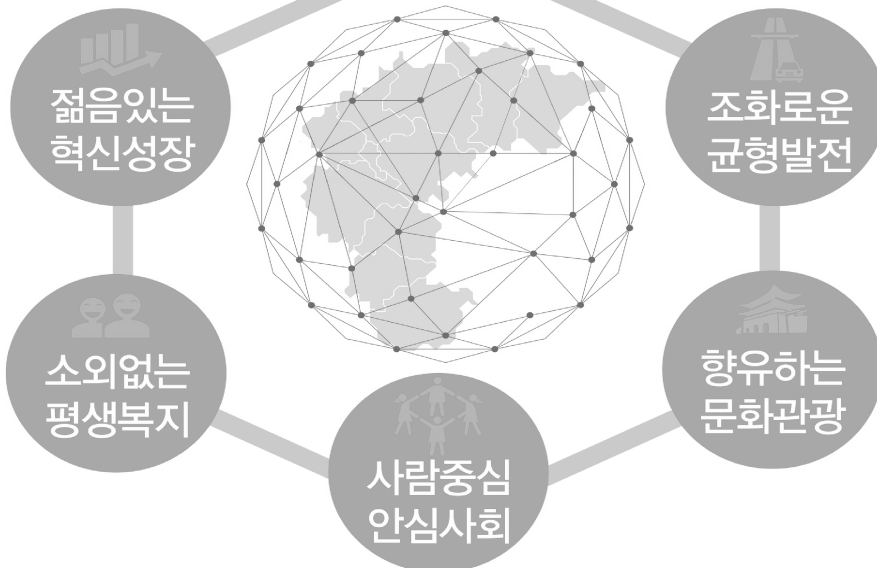 젊음있는
혁신성장
조화로운
균형발전
소외없는
평생복지
향유하는
문화관광
사람중심
안심사회